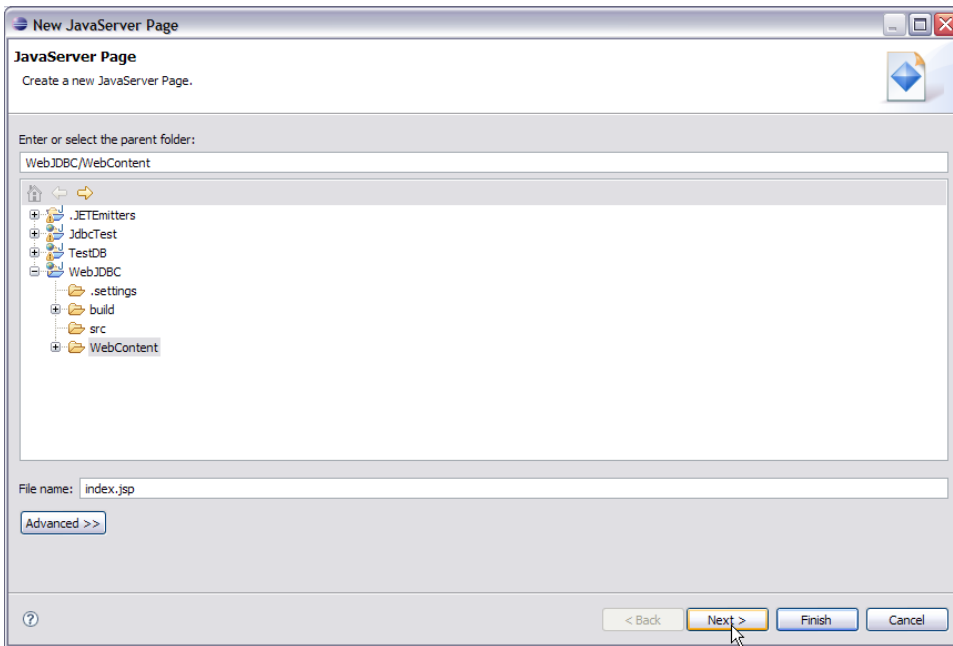 New JavaServer Page
JavaServer Page
Create a new JavaServer Page.
Enter or select the parent folder:
WebJDBC/WebContent
.JETEmitters
JdbcTest
TestDB
WebJDBC
.settings
build
src
WebContent
File name: index.jsp
Advanced >>
? < Back Next > Finish Cancel